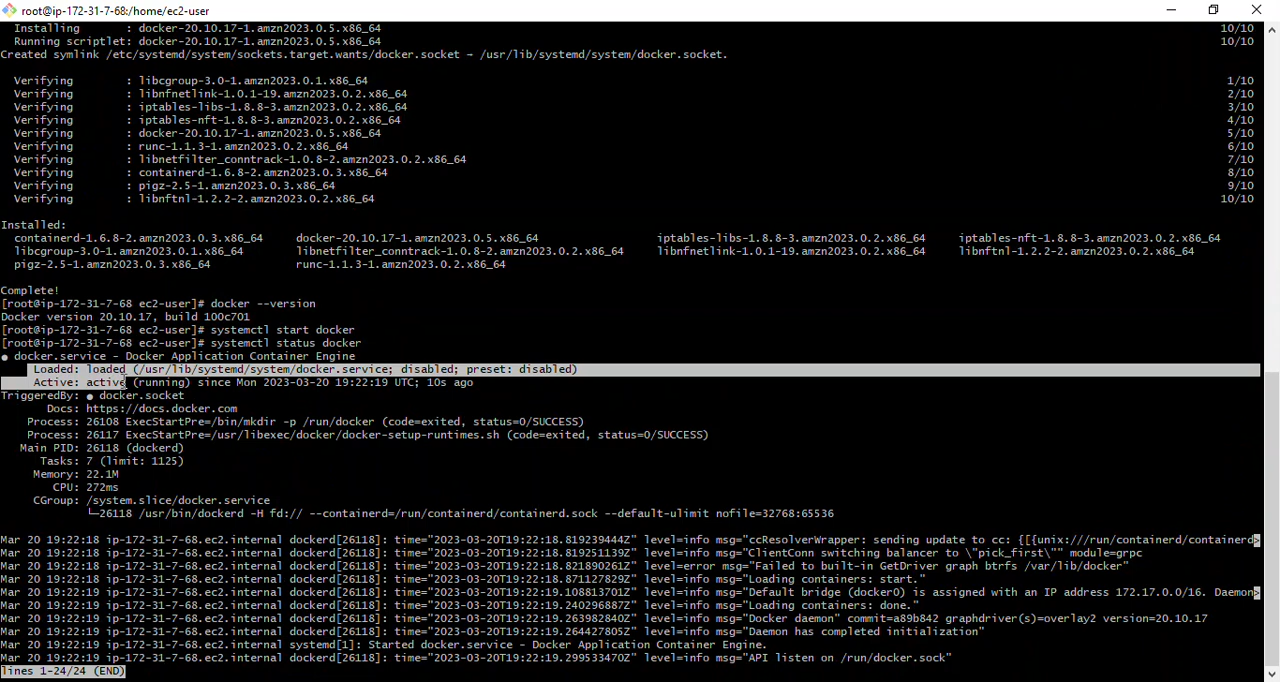 root@ip-172-31-7-68:/home/ec2-user
Installing : docker-20.10.17-1.amzn2023.0.5.x86_64 10/10
Running scriptlet: docker-20.10.17-1.amzn2023.0.5.x86_64 10/10
Created symlink /etc/systemd/system/sockets.target.wants/docker.socket → /usr/lib/systemd/system/docker.socket.
Verifying : libcgroup-3.0-1.amzn2023.0.1.x86_64 1/10
Verifying : libnfnetlink-1.0.1-19.amzn2023.0.2.x86_64 2/10
Verifying : iptables-libs-1.8.8-3.amzn2023.0.2.x86_64 3/10
Verifying : iptables-nft-1.8.8-3.amzn2023.0.2.x86_64 4/10
Verifying : docker-20.10.17-1.amzn2023.0.5.x86_64 5/10
Verifying : runc-1.1.3-1.amzn2023.0.2.x86_64 6/10
Verifying : libnetfilter_conntrack-1.0.8-2.amzn2023.0.2.x86_64 7/10
Verifying : containerd-1.6.8-2.amzn2023.0.3.x86_64 8/10
Verifying : pigz-2.5-1.amzn2023.0.3.x86_64 9/10
Verifying : libnftnl-1.2.2-2.amzn2023.0.2.x86_64 10/10
Installed:
containerd-1.6.8-2.amzn2023.0.3.x86_64 docker-20.10.17-1.amzn2023.0.5.x86_64 iptables-libs-1.8.8-3.amzn2023.0.2.x86_64 iptables-nft-1.8.8-3.amzn2023.0.2.x86_64
libcgroup-3.0-1.amzn2023.0.1.x86_64 libnetfilter_conntrack-1.0.8-2.amzn2023.0.2.x86_64 libnfnetlink-1.0.1-19.amzn2023.0.2.x86_64 libnftnl-1.2.2-2.amzn2023.0.2.x86_64
pigz-2.5-1.amzn2023.0.3.x86_64 runc-1.1.3-1.amzn2023.0.2.x86_64
Complete!
[root@ip-172-31-7-68 ec2-user]# docker --version
Docker version 20.10.17, build 100c701
[root@ip-172-31-7-68 ec2-user]# systemctl start docker
[root@ip-172-31-7-68 ec2-user]# systemctl status docker
● docker.service - Docker Application Container Engine
Loaded: loaded (/usr/lib/systemd/system/docker.service; disabled; preset: disabled)
Active: active (running) since Mon 2023-03-20 19:22:19 UTC; 10s ago
TriggeredBy: ● docker.socket
Docs: https://docs.docker.com
Process: 26108 ExecStartPre=/bin/mkdir -p /run/docker (code=exited, status=0/SUCCESS)
Process: 26117 ExecStartPre=/usr/libexec/docker/docker-setup-runtimes.sh (code=exited, status=0/SUCCESS)
Main PID: 26118 (dockerd)
Tasks: 7 (limit: 1125)
Memory: 22.1M
CPU: 272ms
CGroup: /system.slice/docker.service
└─26118 /usr/bin/dockerd -H fd:// --containerd=/run/containerd/containerd.sock --default-ulimit nofile=32768:65536
Mar 20 19:22:18 ip-172-31-7-68.ec2.internal dockerd[26118]: time="2023-03-20T19:22:18.819239444Z" level=info msg="ccResolverWrapper: sending update to cc: {[{unix:///run/containerd/containerd>
Mar 20 19:22:18 ip-172-31-7-68.ec2.internal dockerd[26118]: time="2023-03-20T19:22:18.819251139Z" level=info msg="ClientConn switching balancer to \"pick_first\"" module=grpc
Mar 20 19:22:18 ip-172-31-7-68.ec2.internal dockerd[26118]: time="2023-03-20T19:22:18.821890261Z" level=error msg="Failed to built-in GetDriver graph btrfs /var/lib/docker"
Mar 20 19:22:18 ip-172-31-7-68.ec2.internal dockerd[26118]: time="2023-03-20T19:22:18.871127829Z" level=info msg="Loading containers: start."
Mar 20 19:22:19 ip-172-31-7-68.ec2.internal dockerd[26118]: time="2023-03-20T19:22:19.108813701Z" level=info msg="Default bridge (docker0) is assigned with an IP address 172.17.0.0/16. Daemon>
Mar 20 19:22:19 ip-172-31-7-68.ec2.internal dockerd[26118]: time="2023-03-20T19:22:19.240296887Z" level=info msg="Loading containers: done."
Mar 20 19:22:19 ip-172-31-7-68.ec2.internal dockerd[26118]: time="2023-03-20T19:22:19.263982840Z" level=info msg="Docker daemon" commit=a89b842 graphdriver(s)=overlay2 version=20.10.17
Mar 20 19:22:19 ip-172-31-7-68.ec2.internal dockerd[26118]: time="2023-03-20T19:22:19.264427805Z" level=info msg="Daemon has completed initialization"
Mar 20 19:22:19 ip-172-31-7-68.ec2.internal systemd[1]: Started docker.service - Docker Application Container Engine.
Mar 20 19:22:19 ip-172-31-7-68.ec2.internal dockerd[26118]: time="2023-03-20T19:22:19.299533470Z" level=info msg="API listen on /run/docker.sock"
lines 1-24/24 (END)